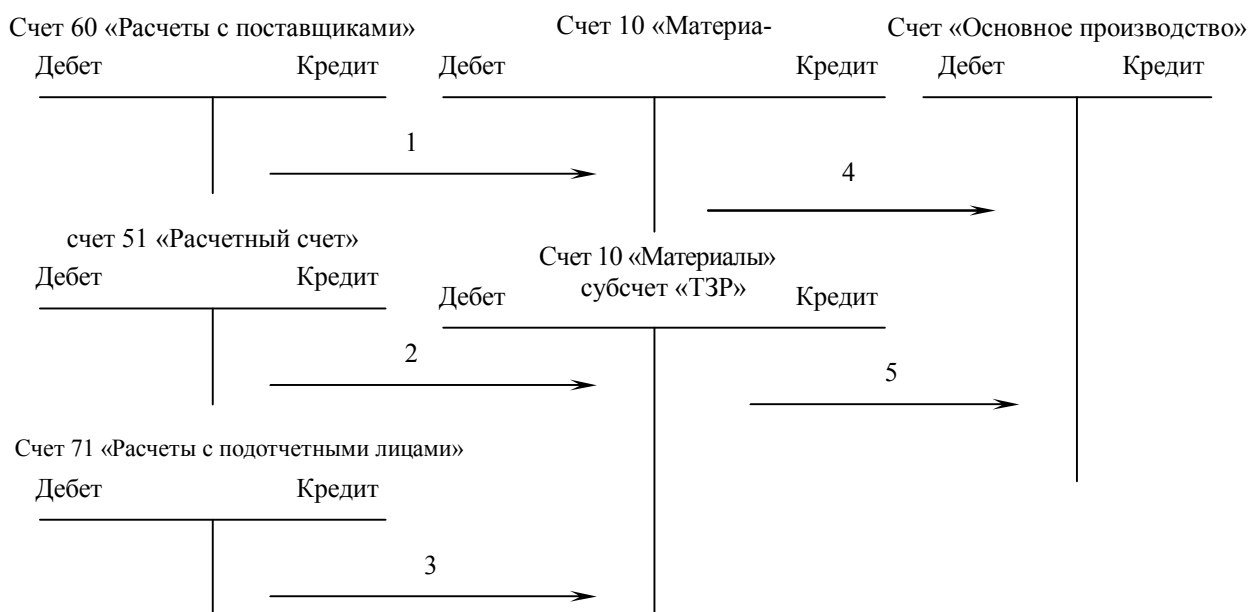 Счет 60 «Расчеты с поставщиками»
Дебет Кредит
Счет 10 «Материа-
Дебет Кредит
Счет «Основное производство»
Дебет Кредит
1
4
счет 51 «Расчетный счет»
Дебет Кредит
Счет 10 «Материалы»
субсчет «ТЗР»
Дебет Кредит
2
5
Счет 71 «Расчеты с подотчетными лицами»
Дебет Кредит
3